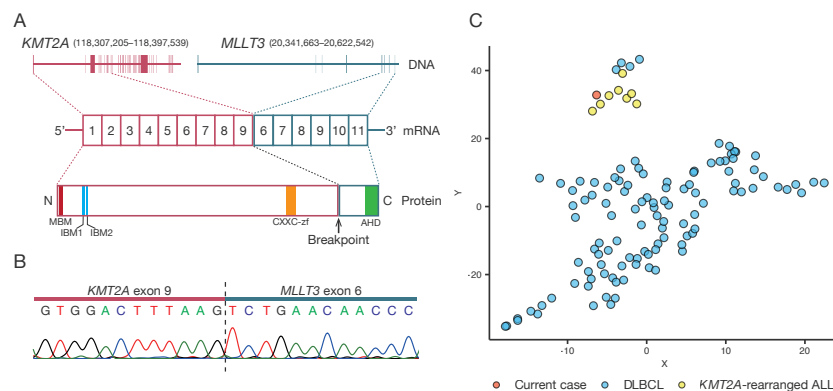 A
KMT2A (118,307,205–118,397,539) MLLT3 (20,341,663–20,622,542)
DNA
5' 1 2 3 4 5 6 7 8 9 6 7 8 9 10 11 3' mRNA
N C Protein
MBM CXXC-zf AHD
IBM1 IBM2
Breakpoint
B
KMT2A exon 9 MLLT3 exon 6
G T G G A C T T T A A G T C T G A A C A A C C C
C
40
20
0
-20
Y
-10 0 10 20
X
Current case DLBCL KMT2A-rearranged ALL